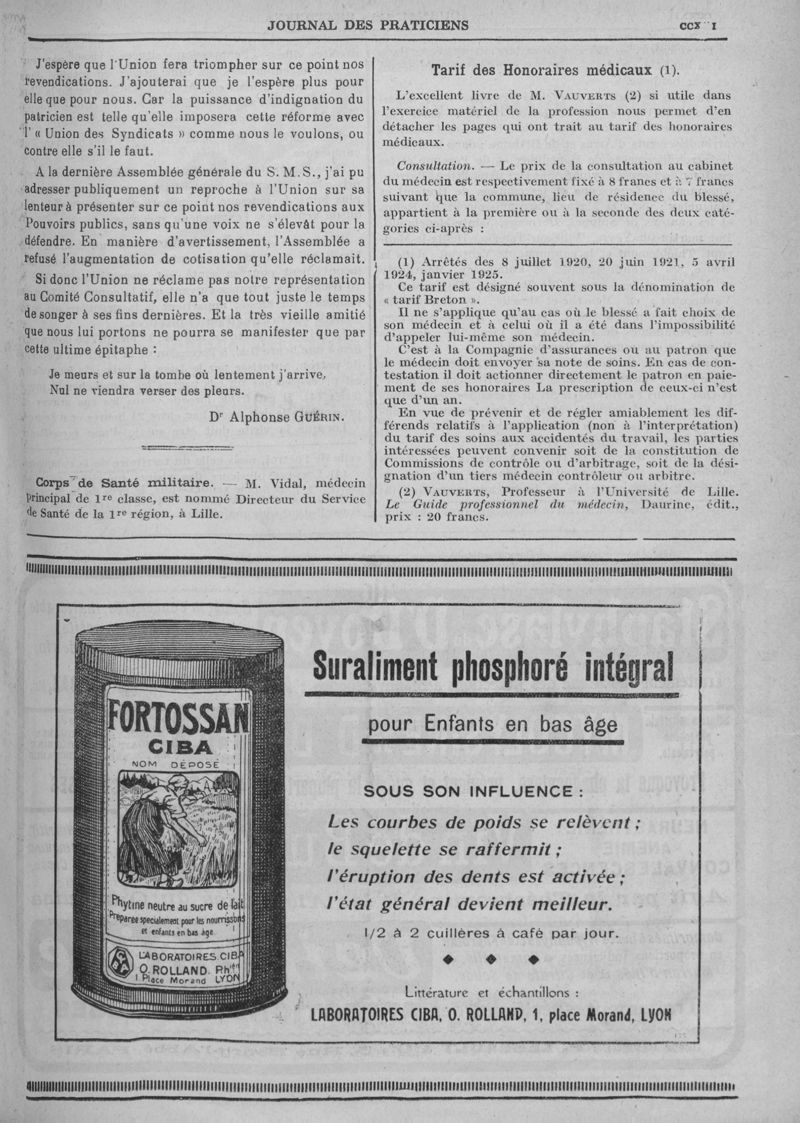 JOURNAL DES PRATICIENS
J'espère que l'Union fera triompher sur ce point nos
revendications. J'ajouterai que je l'espère plus pour
elle que pour nous. Car la puissance d'indignation du
patricien est telle qu'elle imposera cette réforme avec
l' « Union des Syndicats » comme nous le voulons, ou
contre elle s'il le faut.
A la dernière Assemblée générale du S. M. S., j'ai pu
adresser publiquement un reproche à l'Union sur sa
lenteur à présenter sur ce point nos revendications aux
Pouvoirs publics, sans qu'une voix ne s'élevât pour la
défendre. En manière d'avertissement, l'Assemblée a
refusé l'augmentation de cotisation qu'elle réclamait.
Si donc l'Union ne réclame pas notre représentation
au Comité Consultatif, elle n'a que tout juste le temps
de songer à ses fins dernières. Et la très vieille amitié
que nous lui portons ne pourra se manifester que par
cette ultime épitaphe :
Je meurs et sur la tombe où lentement j'arrive,
Nul ne viendra verser des pleurs.
Dr Alphonse GUÉRIN.
Corps de Santé militaire. — M. Vidal, médecin
principal de 1re classe, est nommé Directeur du Service
de Santé de la 1re région, à Lille.
Tarif des Honoraires médicaux (1).
L'excellent livre de M. VAUVERTS (2) si utile dans
l'exercice matériel de la profession nous permet d'en
détacher les pages qui ont trait au tarif des honoraires
médicaux.
Consultation. — Le prix de la consultation au cabinet
du médecin est respectivement fixé à 8 francs et à 7 francs
suivant que la commune, lieu de résidence du blessé,
appartient à la première ou à la seconde des deux caté-
gories ci-après :
(1) Arrêtés des 8 juillet 1920, 20 juin 1921, 5 avril
1924, janvier 1925.
Ce tarif est désigné souvent sous la dénomination de
« tarif Breton ».
Il ne s'applique qu'au cas où le blessé a fait choix de
son médecin et à celui où il a été dans l'impossibilité
d'appeler lui-même son médecin.
C'est à la Compagnie d'assurances ou au patron que
le médecin doit envoyer sa note de soins. En cas de con-
testation il doit actionner directement le patron en paie-
ment de ses honoraires La prescription de ceux-ci n'est
que d'un an.
En vue de prévenir et de régler amiablement les dif-
férends relatifs à l'application (non à l'interprétation)
du tarif des soins aux accidentés du travail, les parties
intéressées peuvent convenir soit de la constitution de
Commissions de contrôle ou d'arbitrage, soit de la dési-
gnation d'un tiers médecin contrôleur ou arbitre.
(2) VAUVERTS, Professeur à l'Université de Lille.
Le Guide professionnel du médecin, Daurine, édit.,
prix : 20 francs.
FORTOSSAN
CIBA
NOM DÉPOSÉ
Phytine neutre au sucre de lait
Préparée spécialement pour les nourrissons
et enfants en bas âge
LABORATOIRES CIBA
O. ROLLAND. Phien
1 Place Morand LYON
Suraliment phosphoré intégral
pour Enfants en bas âge
SOUS SON INFLUENCE :
Les courbes de poids se relèvent ;
le squelette se raffermit ;
l'éruption des dents est activée ;
l'état général devient meilleur.
1/2 à 2 cuillères à café par jour.
Littérature et échantillons :
LABORATOIRES CIBA, O. ROLLAND, 1, place Morand, LYON